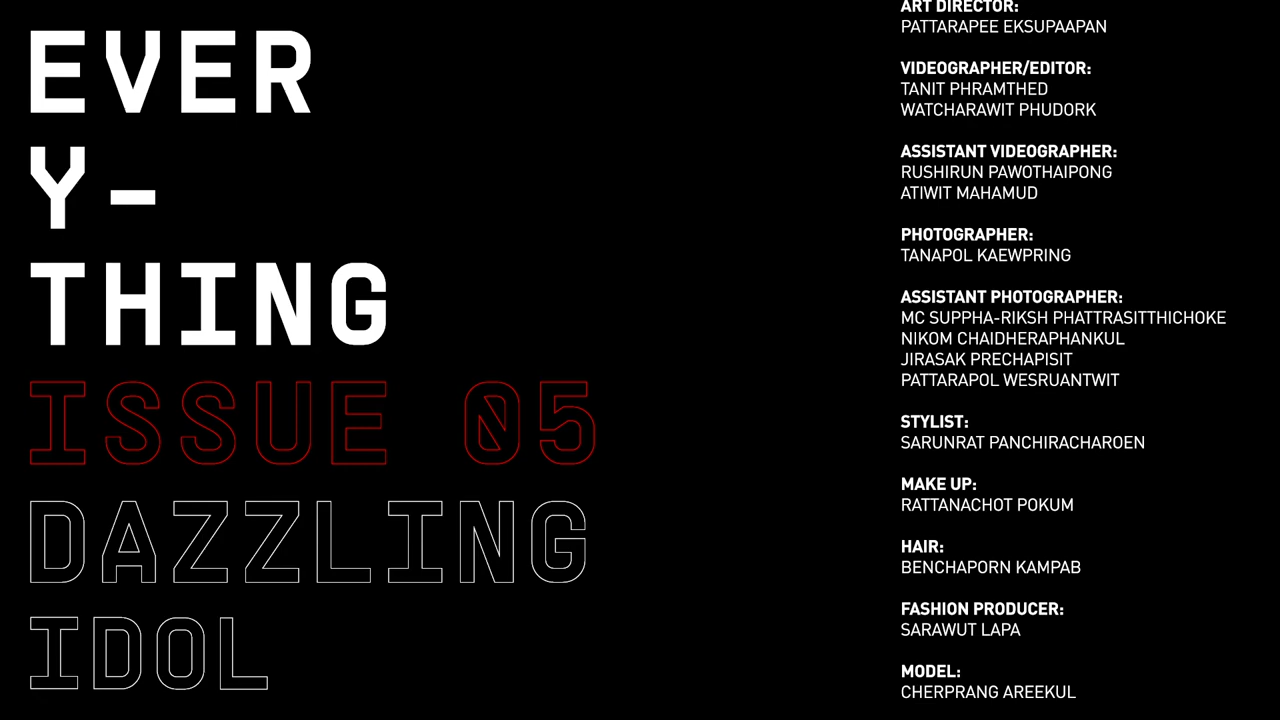 EVER
Y-
THING
ISSUE 05
DAZZLING
IDOL
ART DIRECTOR:
PATTARAPEE EKSUPAAPAN
VIDEOGRAPHER/EDITOR:
TANIT PHRAMTHED
WATCHARAWIT PHUDORK
ASSISTANT VIDEOGRAPHER:
RUSHIRUN PAWOTHAIPONG
ATIWIT MAHAMUD
PHOTOGRAPHER:
TANAPOL KAEWPRING
ASSISTANT PHOTOGRAPHER:
MC SUPPHA-RIKSH PHATTRASITTHICHOKE
NIKOM CHAIDHERAPHANKUL
JIRASAK PRECHAPISIT
PATTARAPOL WESRUANTWIT
STYLIST:
SARUNRAT PANCHIRACHAROEN
MAKE UP:
RATTANACHOT POKUM
HAIR:
BENCHAPORN KAMPAB
FASHION PRODUCER:
SARAWUT LAPA
MODEL:
CHERPRANG AREEKUL